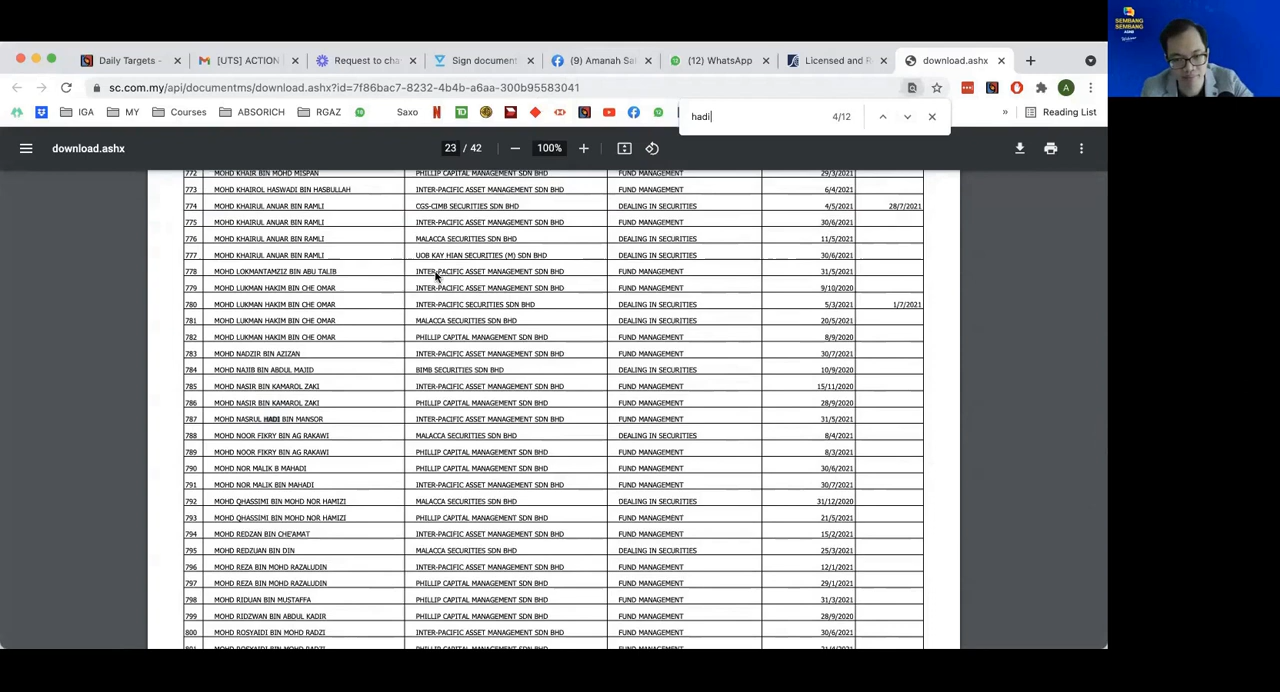 SEMBANG
SEMBANG
ASNB
Daily Targets -
[UTS] ACTION
Request to cha
Sign document
(9) Amanah Sa
(12) WhatsApp
Licensed and R
download.ashx
sc.com.my/api/documentms/download.ashx?id=7f86bac7-8232-4b4b-a6aa-300b95583041
A
IGA
MY
ABSORICH
RGAZ
Saxo
»
Reading List
hadi
4/12
download.ashx
23 / 42
100%
772 MOHD KHAIR BIN MOHD MISPAN PHILLIP CAPITAL MANAGEMENT SDN BHD FUND MANAGEMENT 29/3/2021
773 MOHD KHAIROL HASWADI BIN HASBULLAH INTER-PACIFIC ASSET MANAGEMENT SDN BHD FUND MANAGEMENT 6/4/2021
774 MOHD KHAIRUL ANUAR BIN RAMLI CGS-CIMB SECURITIES SDN BHD DEALING IN SECURITIES 4/5/2021 28/7/2021
775 MOHD KHAIRUL ANUAR BIN RAMLI INTER-PACIFIC ASSET MANAGEMENT SDN BHD FUND MANAGEMENT 30/6/2021
776 MOHD KHAIRUL ANUAR BIN RAMLI MALACCA SECURITIES SDN BHD DEALING IN SECURITIES 11/5/2021
777 MOHD KHAIRUL ANUAR BIN RAMLI UOB KAY HIAN SECURITIES (M) SDN BHD DEALING IN SECURITIES 30/6/2021
778 MOHD LOKMANTAMZIZ BIN ABU TALIB INTER-PACIFIC ASSET MANAGEMENT SDN BHD FUND MANAGEMENT 31/5/2021
779 MOHD LUKMAN HAKIM BIN CHE OMAR INTER-PACIFIC ASSET MANAGEMENT SDN BHD FUND MANAGEMENT 9/10/2020
780 MOHD LUKMAN HAKIM BIN CHE OMAR INTER-PACIFIC SECURITIES SDN BHD DEALING IN SECURITIES 5/3/2021 1/7/2021
781 MOHD LUKMAN HAKIM BIN CHE OMAR MALACCA SECURITIES SDN BHD DEALING IN SECURITIES 20/5/2021
782 MOHD LUKMAN HAKIM BIN CHE OMAR PHILLIP CAPITAL MANAGEMENT SDN BHD FUND MANAGEMENT 8/9/2020
783 MOHD NADZIR BIN AZIZAN INTER-PACIFIC ASSET MANAGEMENT SDN BHD FUND MANAGEMENT 30/7/2021
784 MOHD NAJIB BIN ABDUL MAJID BIMB SECURITIES SDN BHD DEALING IN SECURITIES 10/9/2020
785 MOHD NASIR BIN KAMAROL ZAKI INTER-PACIFIC ASSET MANAGEMENT SDN BHD FUND MANAGEMENT 15/11/2020
786 MOHD NASIR BIN KAMAROL ZAKI PHILLIP CAPITAL MANAGEMENT SDN BHD FUND MANAGEMENT 28/9/2020
787 MOHD NASRUL HADI BIN MANSOR INTER-PACIFIC ASSET MANAGEMENT SDN BHD FUND MANAGEMENT 31/5/2021
788 MOHD NOOR FIKRY BIN AG RAKAWI MALACCA SECURITIES SDN BHD DEALING IN SECURITIES 8/4/2021
789 MOHD NOOR FIKRY BIN AG RAKAWI PHILLIP CAPITAL MANAGEMENT SDN BHD FUND MANAGEMENT 8/3/2021
790 MOHD NOR MALIK B MAHADI PHILLIP CAPITAL MANAGEMENT SDN BHD FUND MANAGEMENT 30/6/2021
791 MOHD NOR MALIK BIN MAHADI INTER-PACIFIC ASSET MANAGEMENT SDN BHD FUND MANAGEMENT 30/7/2021
792 MOHD QHASSIMI BIN MOHD NOR HAMIZI MALACCA SECURITIES SDN BHD DEALING IN SECURITIES 31/12/2020
793 MOHD QHASSIMI BIN MOHD NOR HAMIZI PHILLIP CAPITAL MANAGEMENT SDN BHD FUND MANAGEMENT 21/5/2021
794 MOHD REDZAN BIN CHE'AMAT INTER-PACIFIC ASSET MANAGEMENT SDN BHD FUND MANAGEMENT 15/2/2021
795 MOHD REDZUAN BIN DIN MALACCA SECURITIES SDN BHD DEALING IN SECURITIES 25/3/2021
796 MOHD REZA BIN MOHD RAZALUDIN INTER-PACIFIC ASSET MANAGEMENT SDN BHD FUND MANAGEMENT 12/1/2021
797 MOHD REZA BIN MOHD RAZALUDIN PHILLIP CAPITAL MANAGEMENT SDN BHD FUND MANAGEMENT 29/1/2021
798 MOHD RIDUAN BIN MUSTAFFA PHILLIP CAPITAL MANAGEMENT SDN BHD FUND MANAGEMENT 31/3/2021
799 MOHD RIDZWAN BIN ABDUL KADIR PHILLIP CAPITAL MANAGEMENT SDN BHD FUND MANAGEMENT 28/9/2020
800 MOHD ROSYAIDI BIN MOHD RADZI INTER-PACIFIC ASSET MANAGEMENT SDN BHD FUND MANAGEMENT 30/6/2021